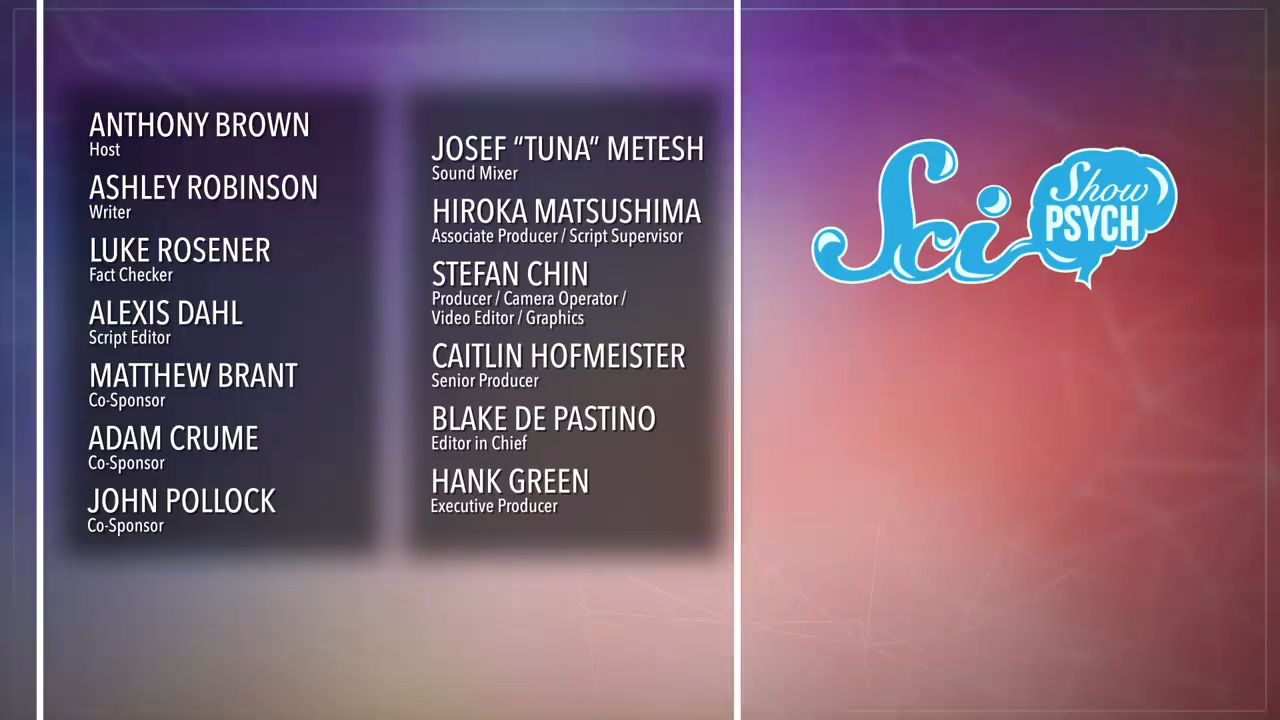 ANTHONY BROWN
Host
ASHLEY ROBINSON
Writer
LUKE ROSENER
Fact Checker
ALEXIS DAHL
Script Editor
MATTHEW BRANT
Co-Sponsor
ADAM CRUME
Co-Sponsor
JOHN POLLOCK
Co-Sponsor
JOSEF “TUNA” METESH
Sound Mixer
HIROKA MATSUSHIMA
Associate Producer / Script Supervisor
STEFAN CHIN
Producer / Camera Operator /
Video Editor / Graphics
CAITLIN HOFMEISTER
Senior Producer
BLAKE DE PASTINO
Editor in Chief
HANK GREEN
Executive Producer
Sci
Show
PSYCH